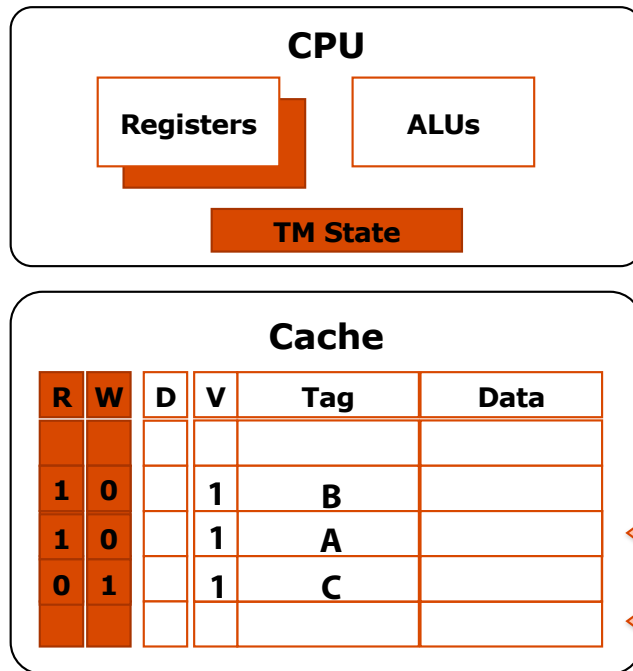 CPU
Registers ALUs
TM State
Cache
R W D V Tag Data
1 0 1 B
1 0 1 A
0 1 1 C